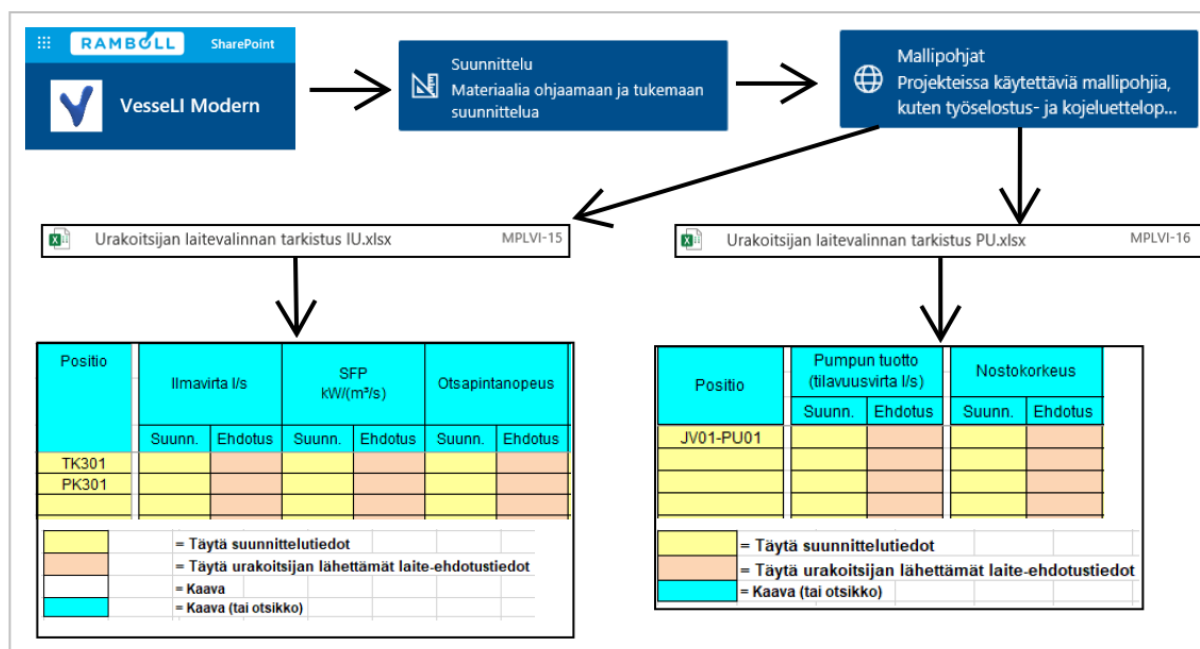 RAMBOLL SharePoint
VesseLI Modern
Suunnittelu
Materiaalia ohjaamaan ja tukemaan
suunnittelua
Mallipohjat
Projekteissa käytettäviä mallipohjia,
kuten työselostus- ja kojeluettelop...
Urakoitsijan laitevalinnan tarkistus IU.xlsx MPLVI-15
Urakoitsijan laitevalinnan tarkistus PU.xlsx MPLVI-16
Positio
Ilmavirta l/s
SFP
kW/(m³/s)
Otsapintanopeus
Suunn. Ehdotus Suunn. Ehdotus Suunn. Ehdotus
TK301
PK301
= Täytä suunnittelutiedot
= Täytä urakoitsijan lähettämät laite-ehdotustiedot
= Kaava
= Kaava (tai otsikko)
Positio
Pumpun tuotto
(tilavuusvirta l/s)
Nostokorkeus
Suunn. Ehdotus Suunn. Ehdotus
JV01-PU01
= Täytä suunnittelutiedot
= Täytä urakoitsijan lähettämät laite-ehdotustiedot
= Kaava (tai otsikko)